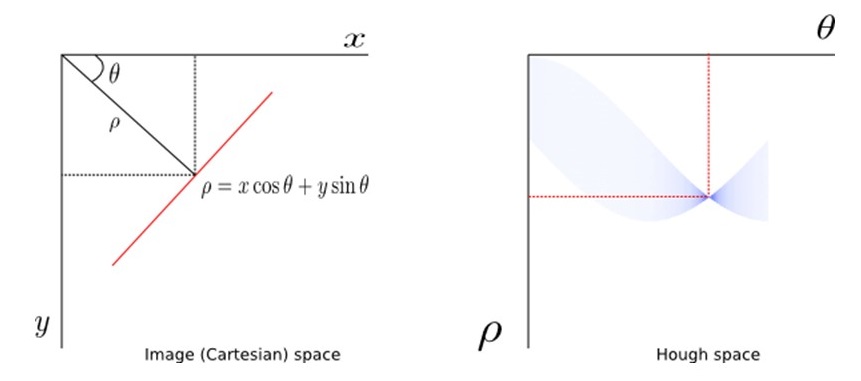 x
θ
ρ
ρ = x cos θ + y sin θ
y
Image (Cartesian) space
θ
ρ
Hough space